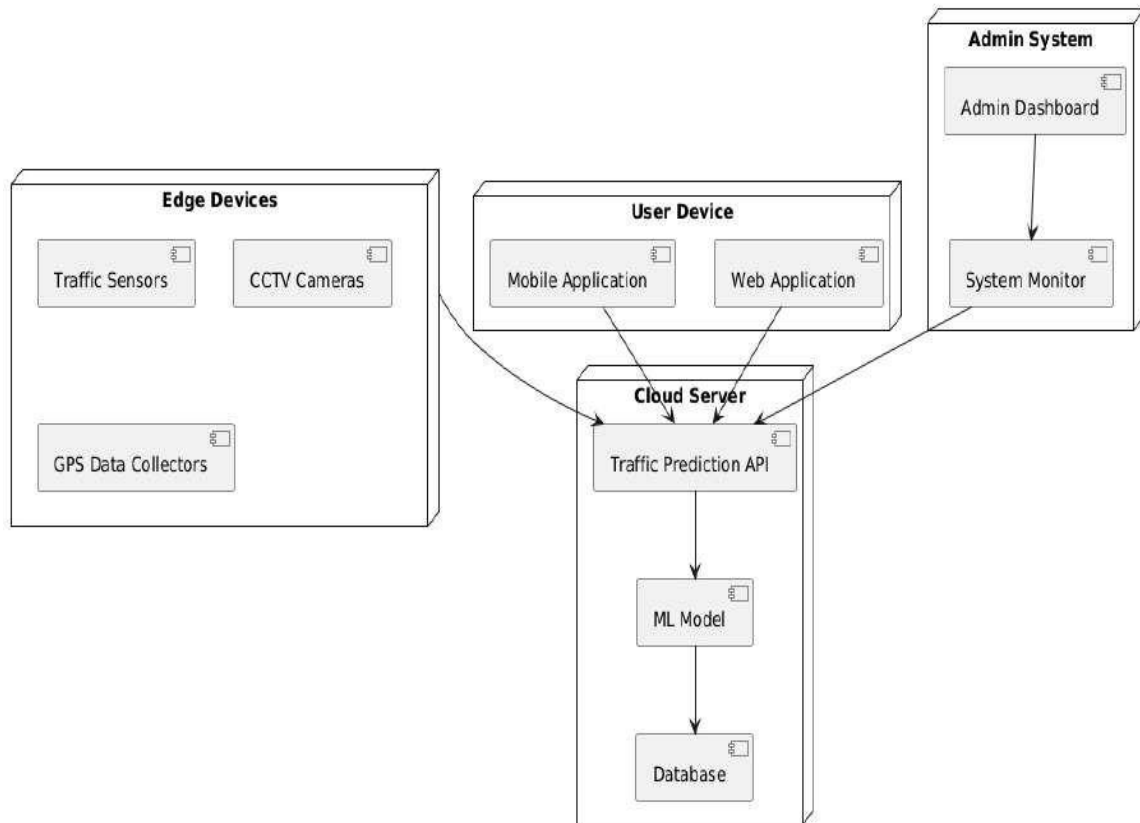 Admin System
Admin Dashboard
System Monitor
Edge Devices
Traffic Sensors
CCTV Cameras
GPS Data Collectors
User Device
Mobile Application
Web Application
Cloud Server
Traffic Prediction API
ML Model
Database